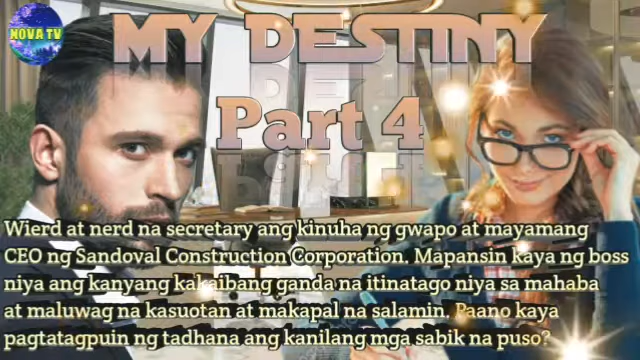 NOVA TV
MY DESTINY
Part 4
Wierd at nerd na secretary ang kinuha ng gwapo at mayamang
CEO ng Sandoval Construction Corporation. Mapansin kaya ng boss
niya ang kanyang kakaibang ganda na itinatago niya sa mahaba
at maluwag na kasuotan at makapal na salamin. Paano kaya
pagtatagpuin ng tadhana ang kanilang mga sabik na puso?